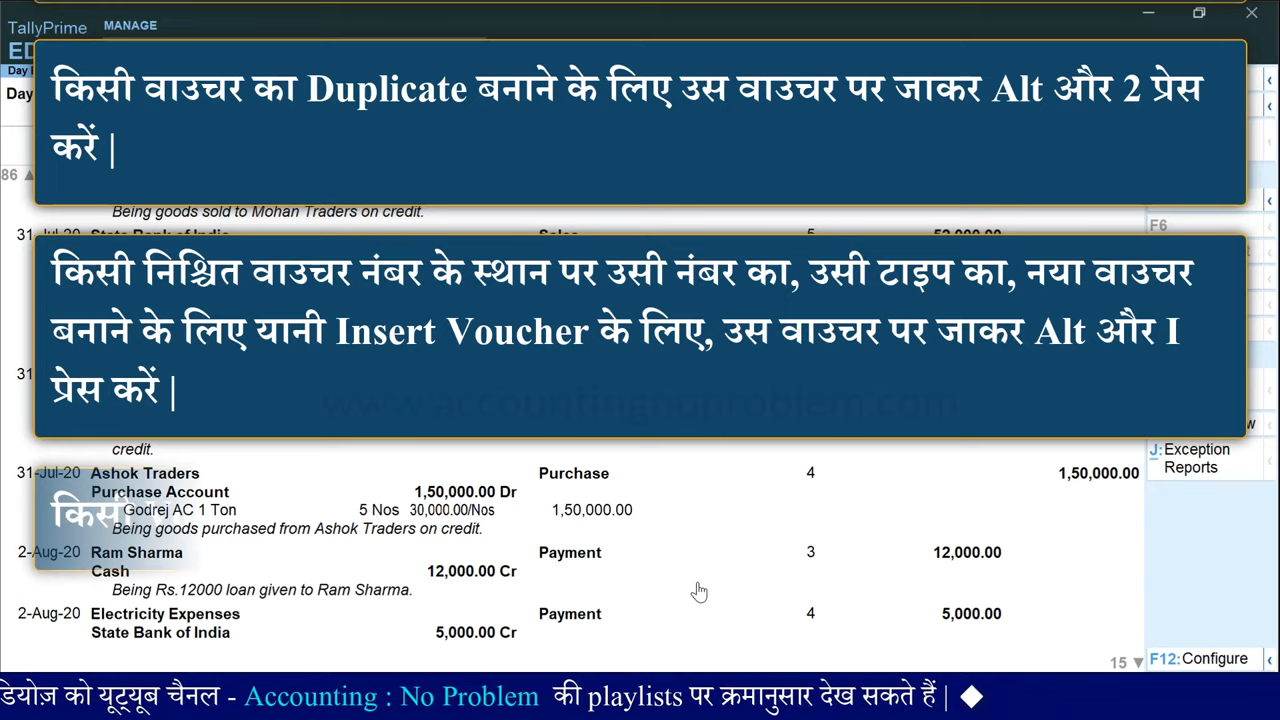 TallyPrime
MANAGE
Day
किसी वाउचर का Duplicate बनाने के लिए उस वाउचर पर जाकर Alt और 2 प्रेस
करें |
86
Being goods sold to Mohan Traders on credit.
F6
किसी निश्चित वाउचर नंबर के स्थान पर उसी नंबर का, उसी टाइप का, नया वाउचर
बनाने के लिए यानी Insert Voucher के लिए, उस वाउचर पर जाकर Alt और I
प्रेस करें |
www.accountingnoproblem.com
credit.
J: Exception
Reports
31-Jul-20 Ashok Traders Purchase 4 1,50,000.00
Purchase Account 1,50,000.00 Dr
Godrej AC 1 Ton 5 Nos 30,000.00/Nos 1,50,000.00
किसी
Being goods purchased from Ashok Traders on credit.
2-Aug-20 Ram Sharma Payment 3 12,000.00
Cash 12,000.00 Cr
Being Rs.12000 loan given to Ram Sharma.
2-Aug-20 Electricity Expenses Payment 4 5,000.00
State Bank of India 5,000.00 Cr
15 ▼ F12: Configure
डियोज़ को यूट्यूब चैनल - Accounting : No Problem की playlists पर क्रमानुसार देख सकते हैं | ◆